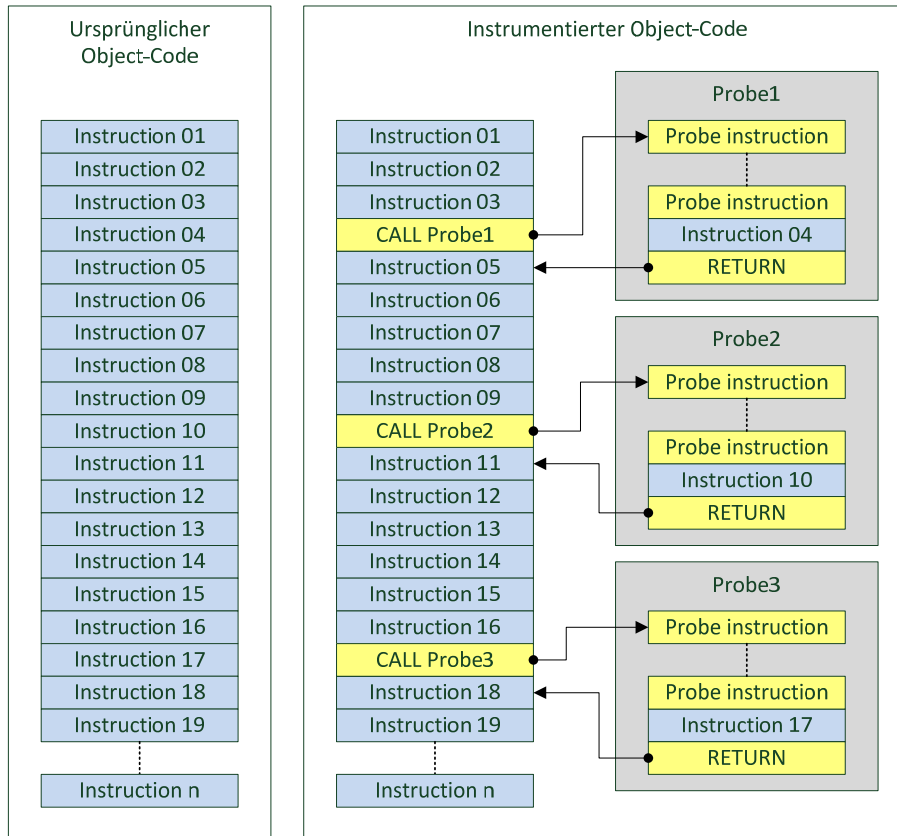 Ursprünglicher
Object-Code
Instruction 01
Instruction 02
Instruction 03
Instruction 04
Instruction 05
Instruction 06
Instruction 07
Instruction 08
Instruction 09
Instruction 10
Instruction 11
Instruction 12
Instruction 13
Instruction 14
Instruction 15
Instruction 16
Instruction 17
Instruction 18
Instruction 19
Instruction n
Instrumentierter Object-Code
Instruction 01
Instruction 02
Instruction 03
CALL Probe1
Instruction 05
Instruction 06
Instruction 07
Instruction 08
Instruction 09
CALL Probe2
Instruction 11
Instruction 12
Instruction 13
Instruction 14
Instruction 15
Instruction 16
CALL Probe3
Instruction 18
Instruction 19
Instruction n
Probe1
Probe instruction
Probe instruction
Instruction 04
RETURN
Probe2
Probe instruction
Probe instruction
Instruction 10
RETURN
Probe3
Probe instruction
Probe instruction
Instruction 17
RETURN